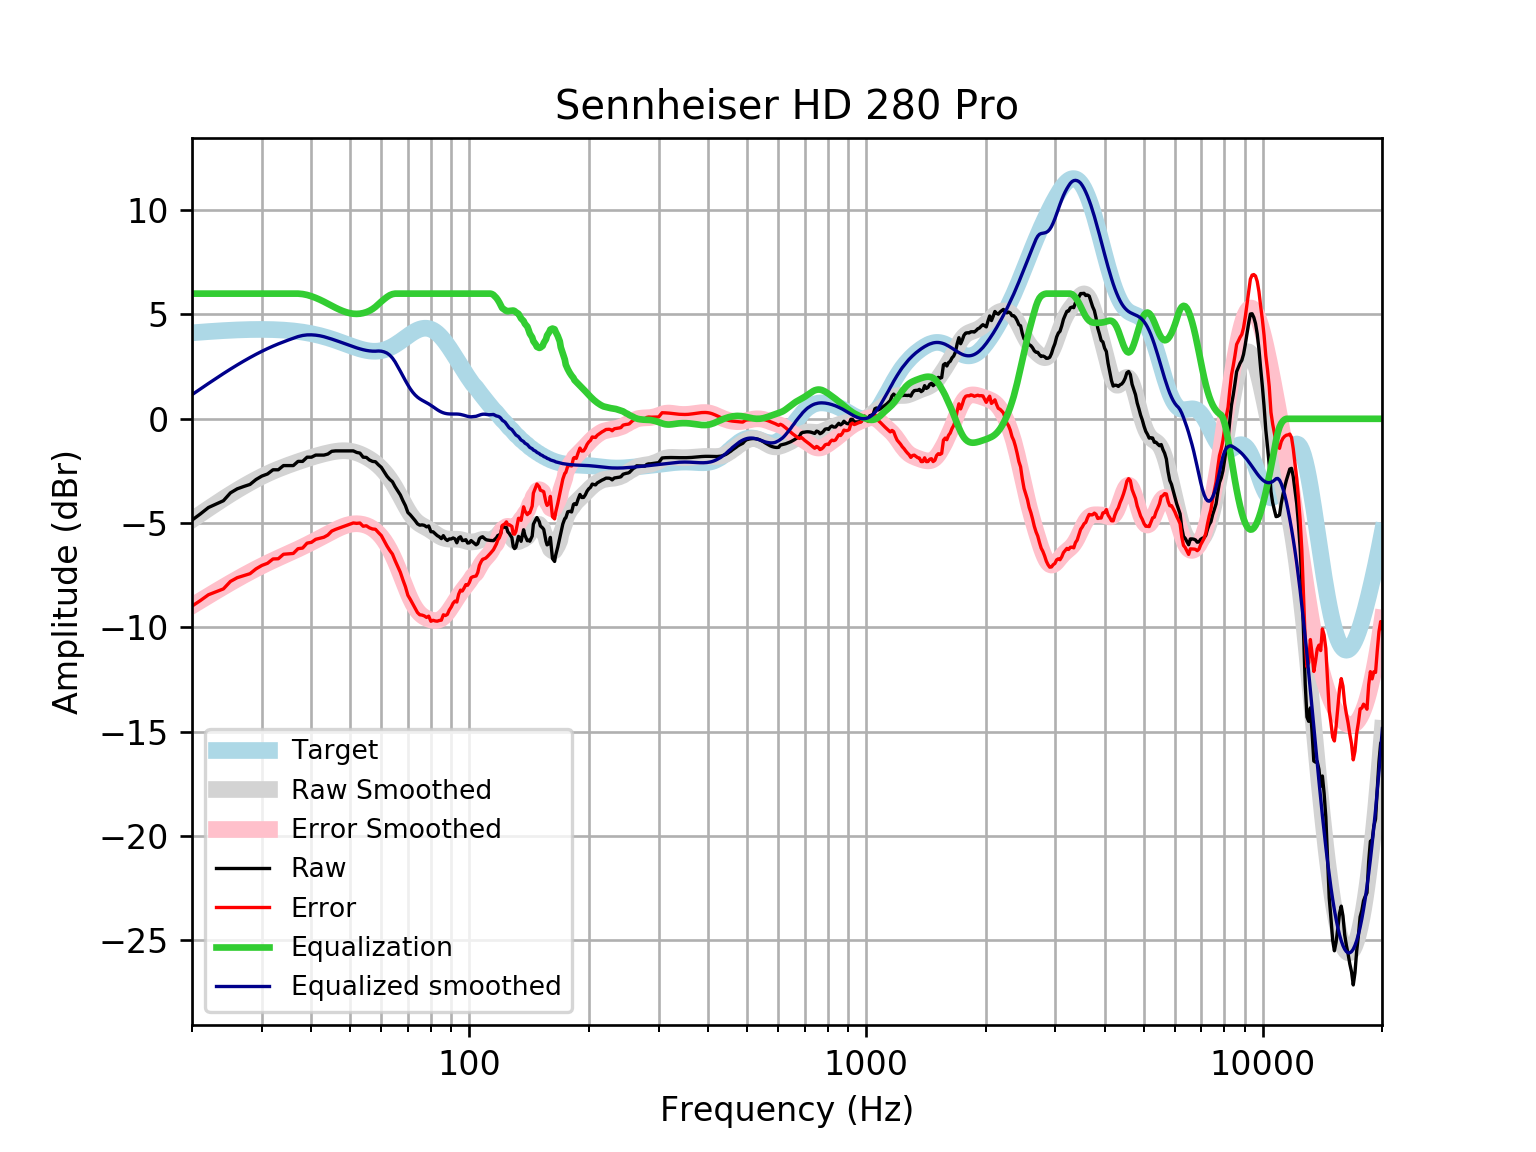 Sennheiser HD 280 Pro
Amplitude (dBr)
10
5
0
−5
−10
−15
−20
−25
Target
Raw Smoothed
Error Smoothed
Raw
Error
Equalization
Equalized smoothed
100
1000
10000
Frequency (Hz)